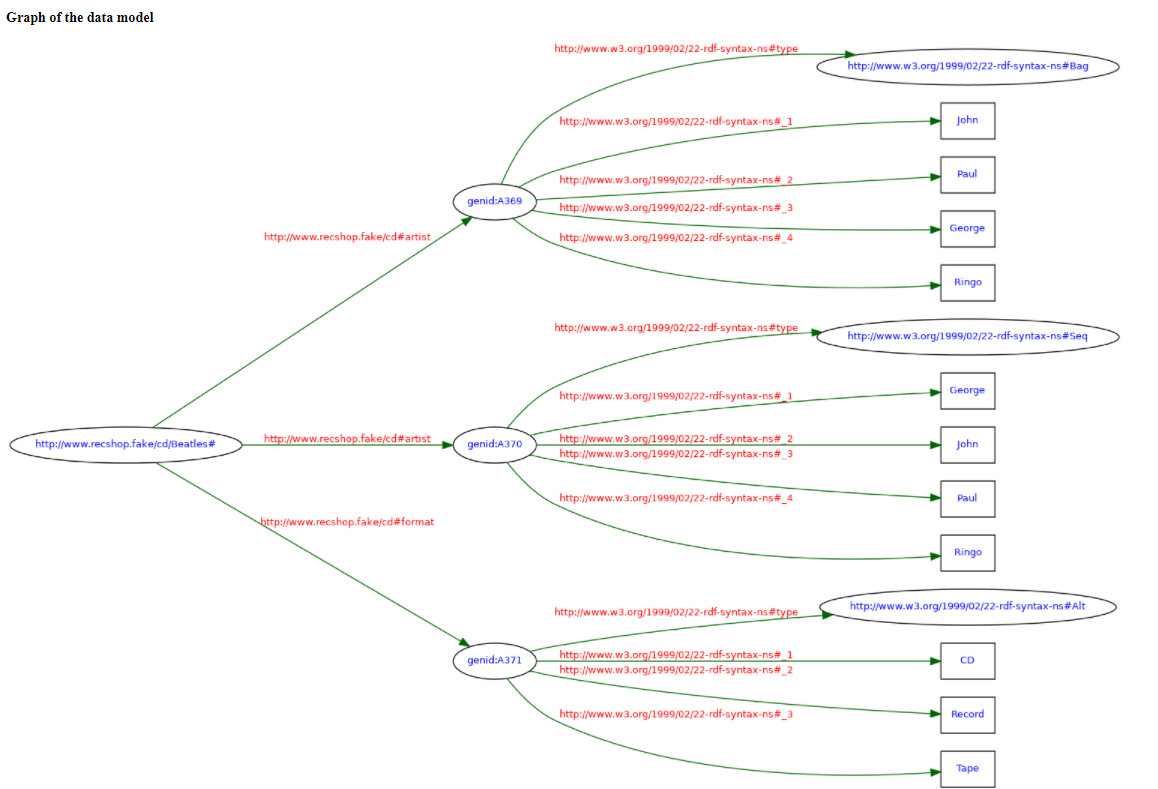 Graph of the data model
http://www.w3.org/1999/02/22-rdf-syntax-ns#type
http://www.w3.org/1999/02/22-rdf-syntax-ns#Bag
http://www.w3.org/1999/02/22-rdf-syntax-ns#_1
John
http://www.w3.org/1999/02/22-rdf-syntax-ns#_2
Paul
genid:A369
http://www.w3.org/1999/02/22-rdf-syntax-ns#_3
George
http://www.recshop.fake/cd#artist
http://www.w3.org/1999/02/22-rdf-syntax-ns#_4
Ringo
http://www.w3.org/1999/02/22-rdf-syntax-ns#type
http://www.w3.org/1999/02/22-rdf-syntax-ns#Seq
http://www.w3.org/1999/02/22-rdf-syntax-ns#_1
George
http://www.recshop.fake/cd/Beatles#
http://www.recshop.fake/cd#artist
genid:A370
http://www.w3.org/1999/02/22-rdf-syntax-ns#_2
John
http://www.w3.org/1999/02/22-rdf-syntax-ns#_3
Paul
http://www.w3.org/1999/02/22-rdf-syntax-ns#_4
Ringo
http://www.recshop.fake/cd#format
http://www.w3.org/1999/02/22-rdf-syntax-ns#type
http://www.w3.org/1999/02/22-rdf-syntax-ns#Alt
genid:A371
http://www.w3.org/1999/02/22-rdf-syntax-ns#_1
CD
http://www.w3.org/1999/02/22-rdf-syntax-ns#_2
Record
http://www.w3.org/1999/02/22-rdf-syntax-ns#_3
Tape